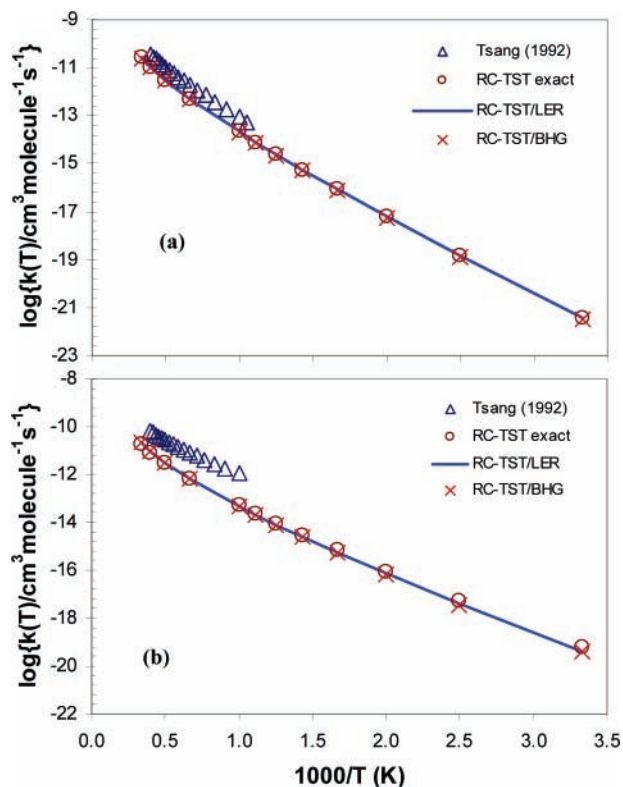 -9
-11
-13
-15
-17
-19
-21
-23
log{k(T)/cm³molecule⁻¹s⁻¹}
Tsang (1992)
RC-TST exact
RC-TST/LER
RC-TST/BHG
(a)
-8
-10
-12
-14
-16
-18
-20
-22
log{k(T)/cm³molecule⁻¹s⁻¹}
Tsang (1992)
RC-TST exact
RC-TST/LER
RC-TST/BHG
(b)
0.0 0.5 1.0 1.5 2.0 2.5 3.0 3.5
1000/T (K)